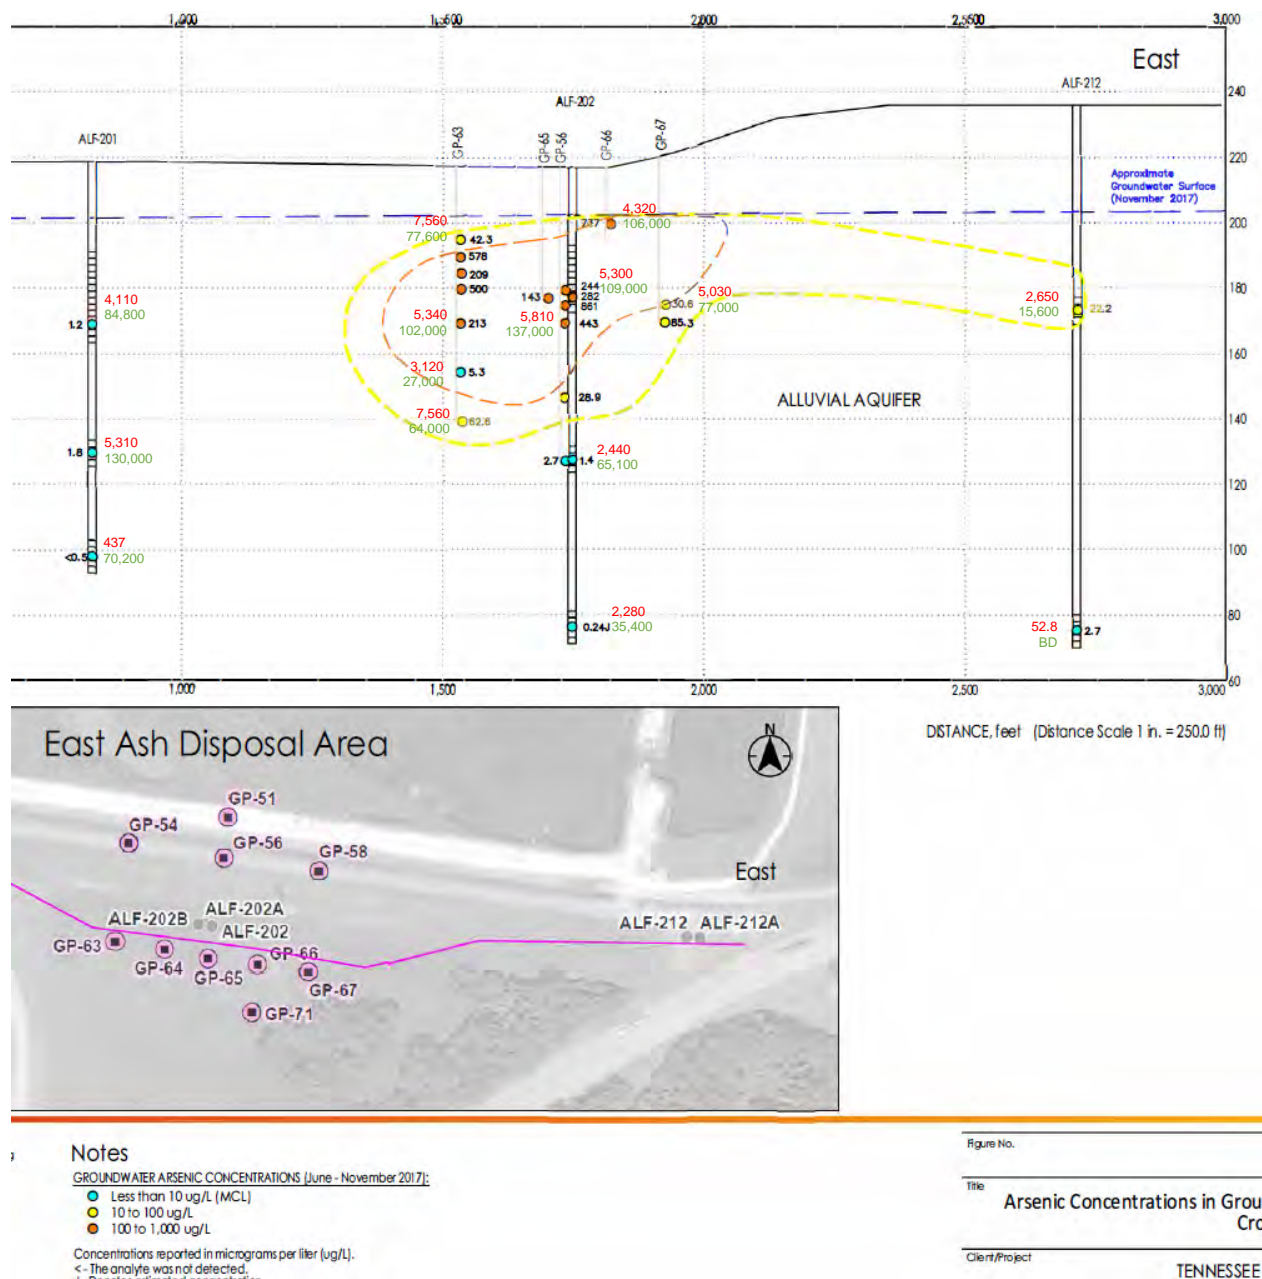 1,000 1,500 2,000 2,500 3,000
East
ALF-212
240
ALF-202
ALF-201
GP-63
GP-65
GP-56
GP-66
GP-67
220
Approximate
Groundwater Surface
(November 2017)
200
7,560
77,600
42.3
737
4,320
106,000
578
209
500
5,300
109,000
244
282
861
143
30.6
5,030
77,000
180
2,650
15,600
22.2
4,110
84,800
1.2
5,340
102,000
213
5,810
137,000
443
85.3
160
3,120
27,000
5.3
28.9
ALLUVIAL AQUIFER
7,560
64,000
62.6
140
5,310
130,000
1.8
2.7
1.4
2,440
65,100
120
437
70,200
<0.5
100
2,280
35,400
0.24J
52.8
BD
2.7
80
60
1,000 1,500 2,000 2,500 3,000
DISTANCE, feet (Distance Scale 1 in. = 250.0 ft)
East Ash Disposal Area
N
GP-51
GP-54
GP-56
GP-58
East
ALF-202B
ALF-202A
ALF-202
ALF-212
ALF-212A
GP-63
GP-64
GP-65
GP-66
GP-67
GP-71
Notes
GROUNDWATER ARSENIC CONCENTRATIONS (June - November 2017):
Less than 10 ug/L (MCL)
10 to 100 ug/L
100 to 1,000 ug/L
Concentrations reported in micrograms per liter (ug/L).
< - The analyte was not detected.
Figure No.
Title
Arsenic Concentrations in Grou
Cro
Client/Project
TENNESSEE